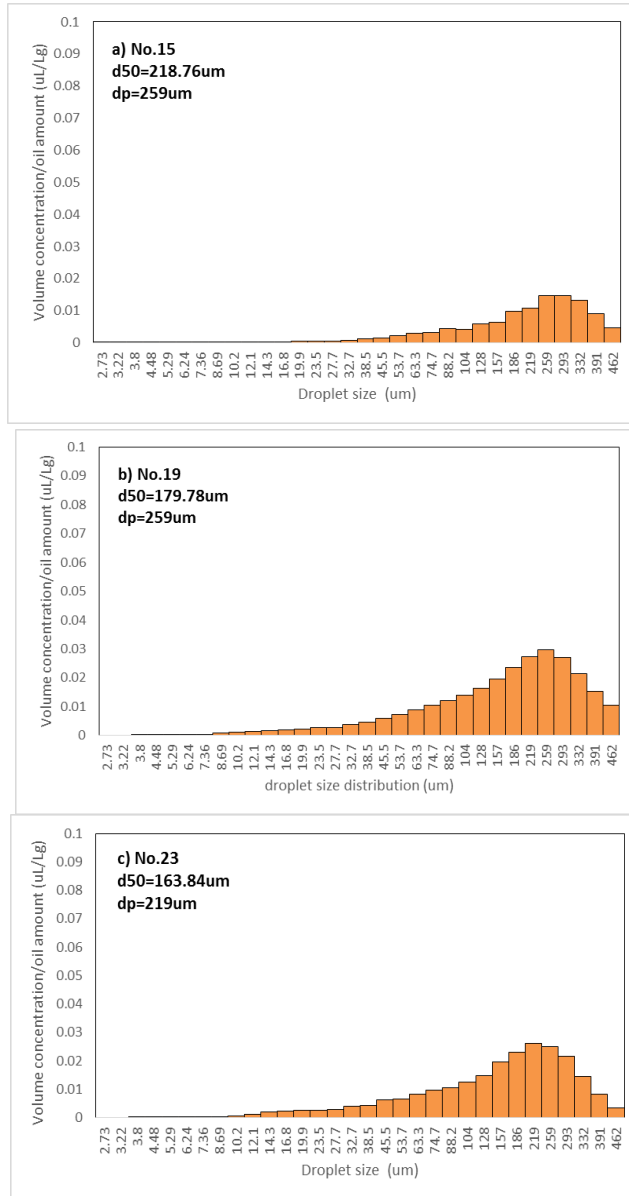 a) No.15
d50=218.76um
dp=259um
Volume concentration/oil amount (uL/Lg)
0.1
0.09
0.08
0.07
0.06
0.05
0.04
0.03
0.02
0.01
0
2.73 3.22 3.8 4.48 5.29 6.24 7.36 8.69 10.2 12.1 14.3 16.8 19.9 23.5 27.7 32.7 38.5 45.5 53.7 63.3 74.7 88.2 104 128 157 186 219 259 293 332 391 462
Droplet size (um)
b) No.19
d50=179.78um
dp=259um
Volume concentration/oil amount (uL/Lg)
0.1
0.09
0.08
0.07
0.06
0.05
0.04
0.03
0.02
0.01
0
2.73 3.22 3.8 4.48 5.29 6.24 7.36 8.69 10.2 12.1 14.3 16.8 19.9 23.5 27.7 32.7 38.5 45.5 53.7 63.3 74.7 88.2 104 128 157 186 219 259 293 332 391 462
droplet size distribution (um)
c) No.23
d50=163.84um
dp=219um
Volume concentration/oil amount (uL/Lg)
0.1
0.09
0.08
0.07
0.06
0.05
0.04
0.03
0.02
0.01
0
2.73 3.22 3.8 4.48 5.29 6.24 7.36 8.69 10.2 12.1 14.3 16.8 19.9 23.5 27.7 32.7 38.5 45.5 53.7 63.3 74.7 88.2 104 128 157 186 219 259 293 332 391 462
Droplet size (um)